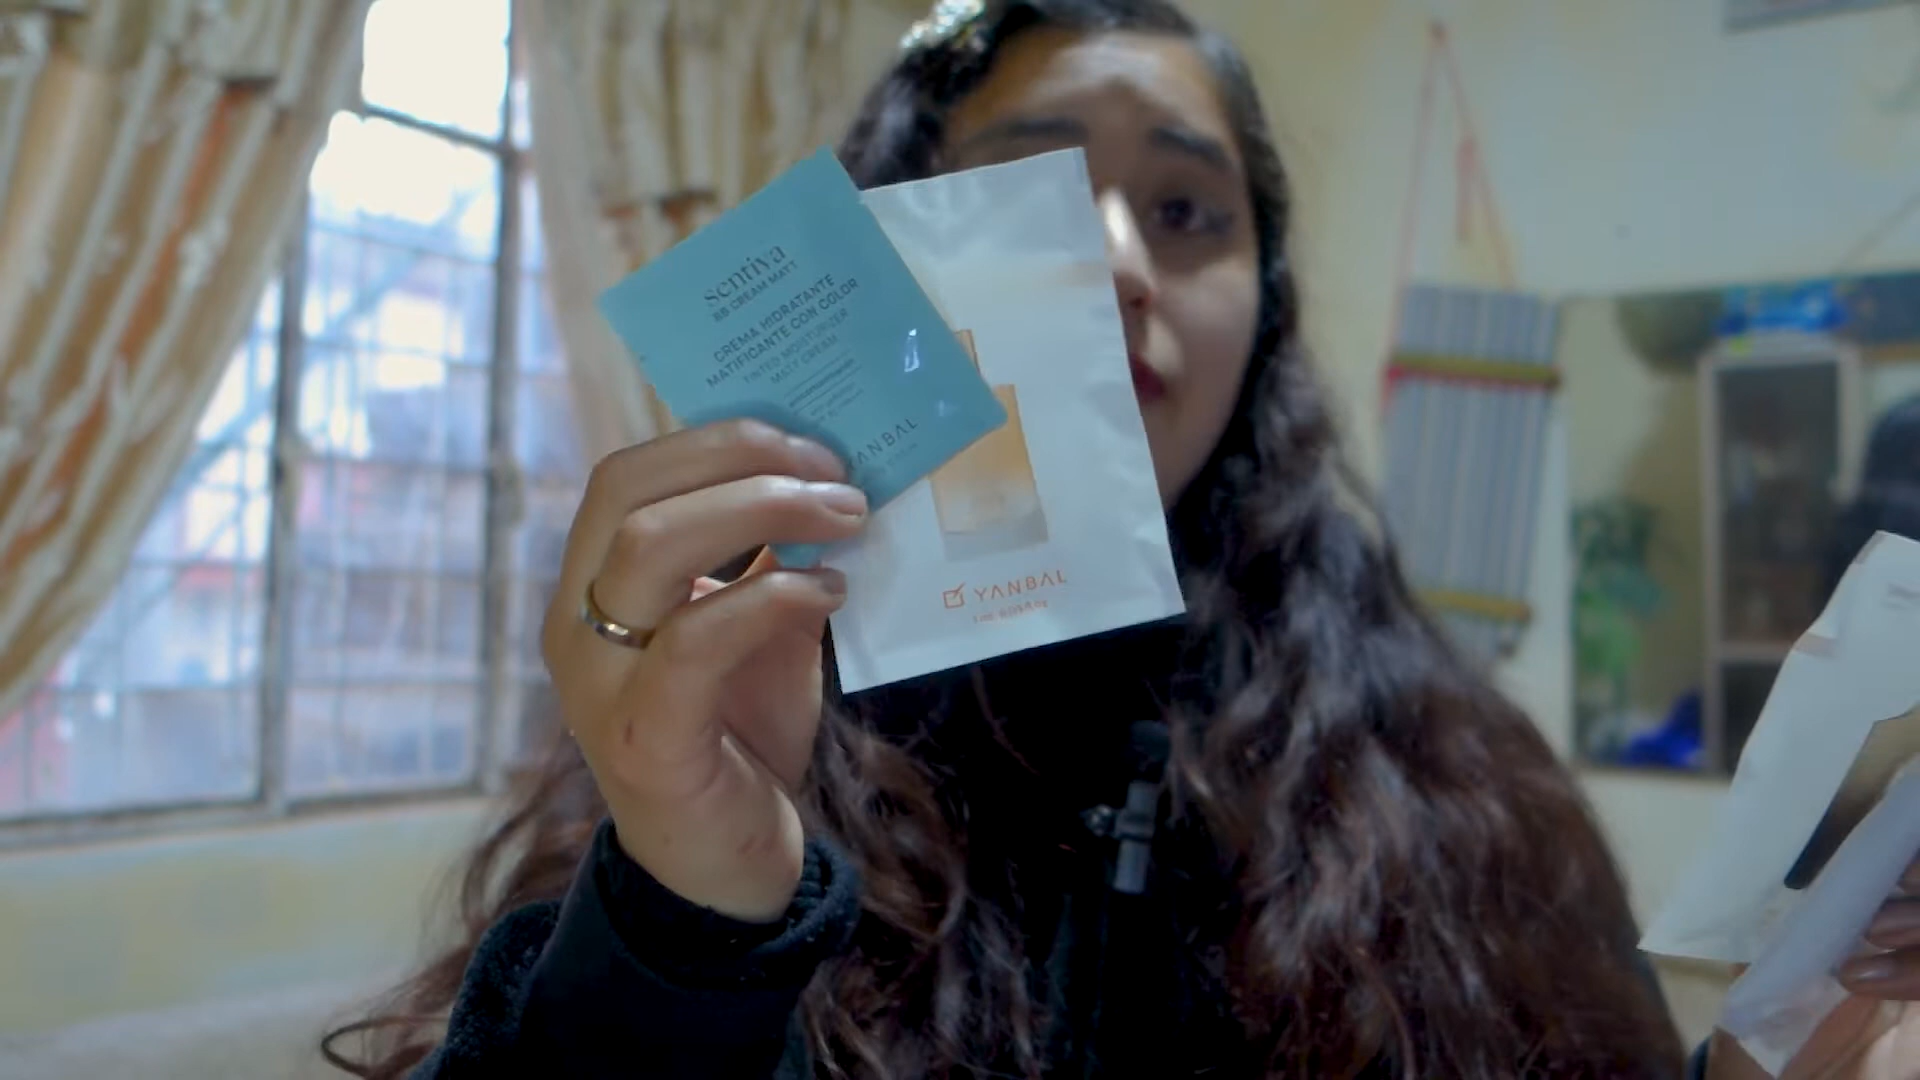 sentiva
BB CREAM MATT
CREMA HIDRATANTE
MATIFICANTE CON COLOR
TINTED MOISTURIZER
MATT CREAM
YANBAL
YANBAL